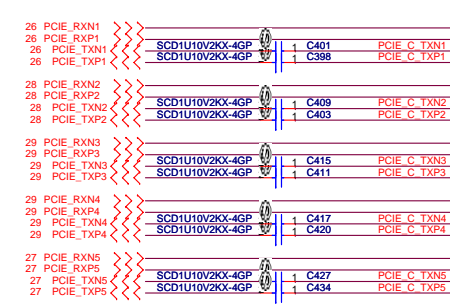 26 PCIE_RXN1
26 PCIE_RXP1
26 PCIE_TXN1 SCD1U10V2KX-4GP 1 C401 PCIE_C_TXN1
26 PCIE_TXP1 SCD1U10V2KX-4GP 1 C398 PCIE_C_TXP1
28 PCIE_RXN2
28 PCIE_RXP2
28 PCIE_TXN2 SCD1U10V2KX-4GP 1 C409 PCIE_C_TXN2
28 PCIE_TXP2 SCD1U10V2KX-4GP 1 C403 PCIE_C_TXP2
29 PCIE_RXN3
29 PCIE_RXP3
29 PCIE_TXN3 SCD1U10V2KX-4GP 1 C415 PCIE_C_TXN3
29 PCIE_TXP3 SCD1U10V2KX-4GP 1 C411 PCIE_C_TXP3
29 PCIE_RXN4
29 PCIE_RXP4
29 PCIE_TXN4 SCD1U10V2KX-4GP 1 C417 PCIE_C_TXN4
29 PCIE_TXP4 SCD1U10V2KX-4GP 1 C420 PCIE_C_TXP4
27 PCIE_RXN5
27 PCIE_RXP5
27 PCIE_TXN5 SCD1U10V2KX-4GP 1 C427 PCIE_C_TXN5
27 PCIE_TXP5 SCD1U10V2KX-4GP 1 C434 PCIE_C_TXP5